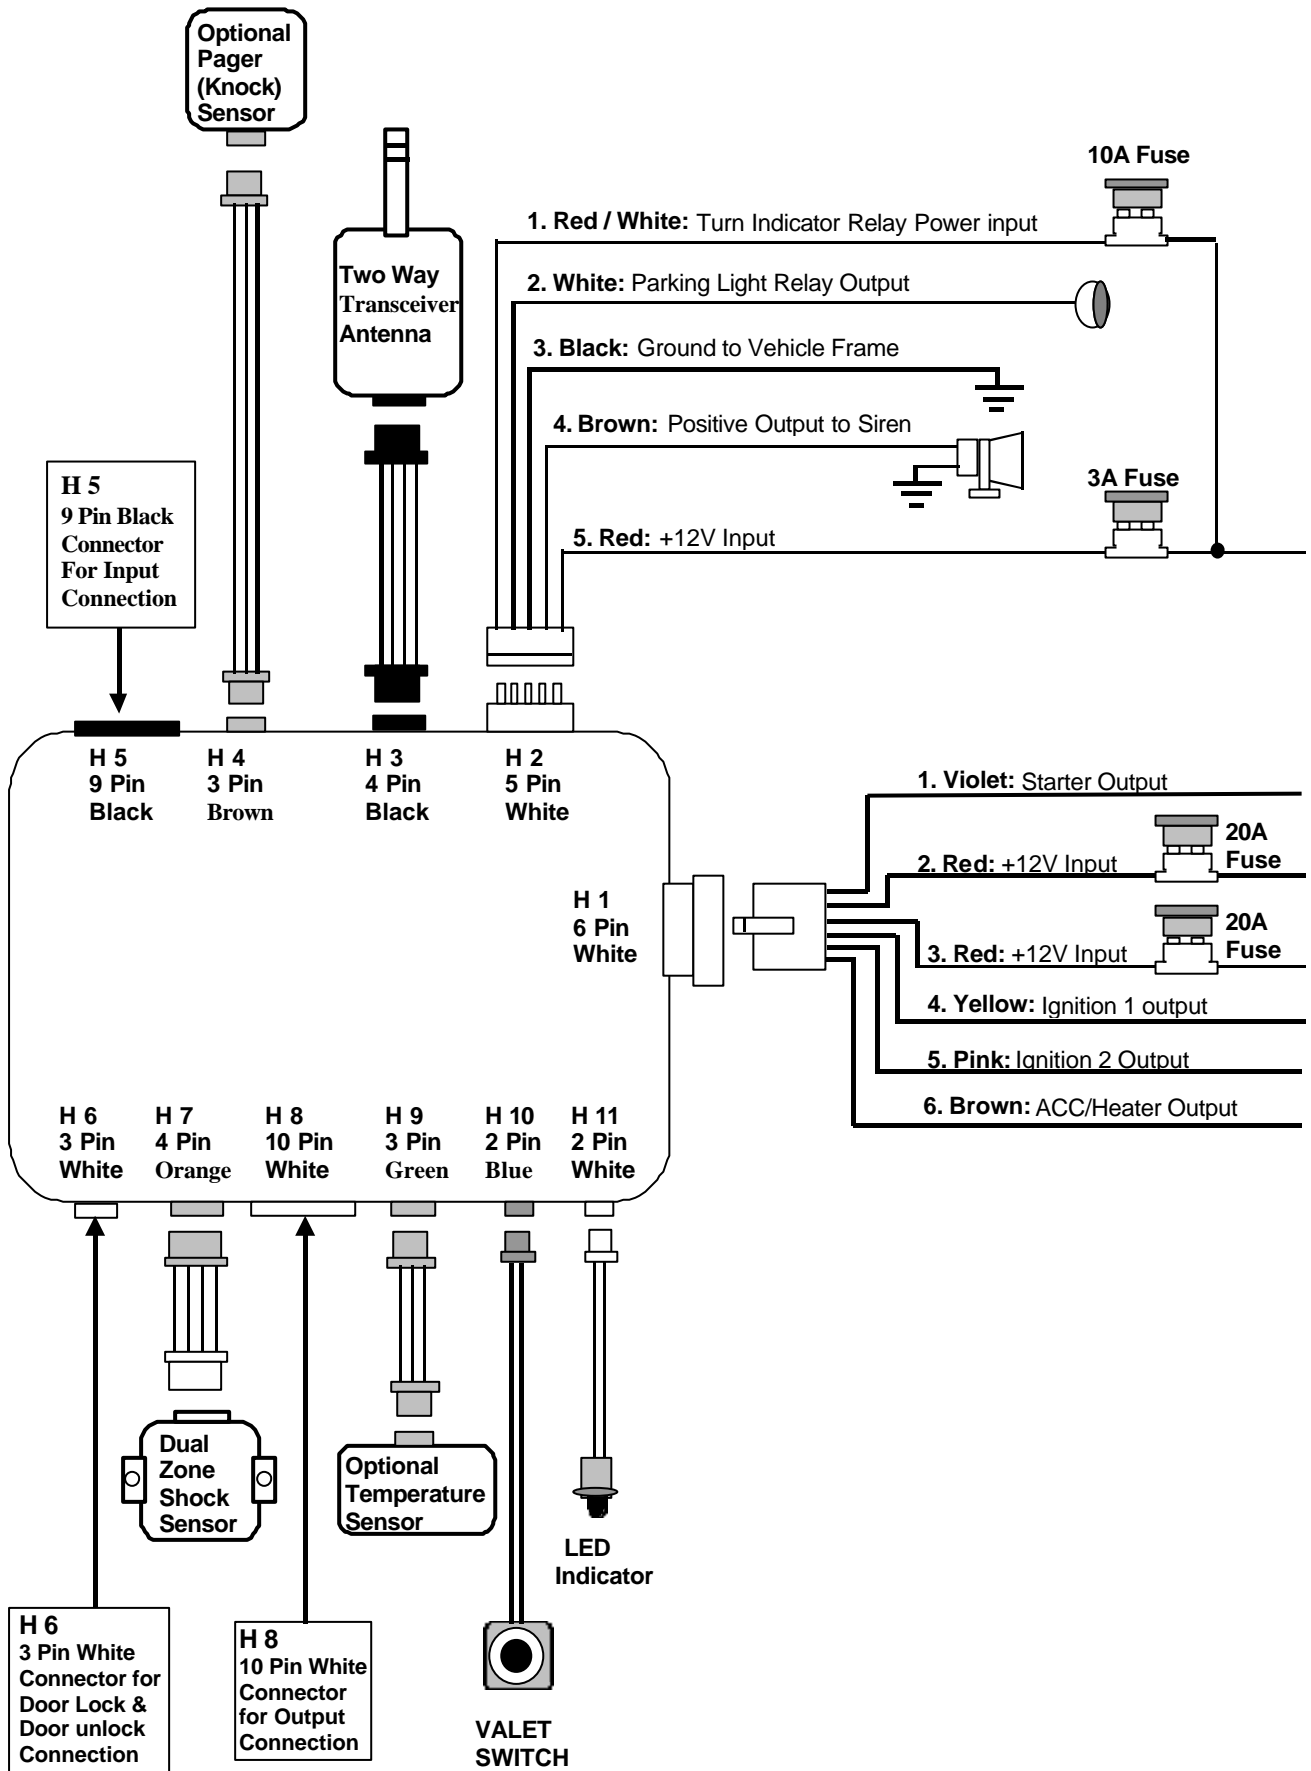 Optional
Pager
(Knock)
Sensor
10A Fuse
1. Red / White: Turn Indicator Relay Power input
Two Way
Transceiver
Antenna
2. White: Parking Light Relay Output
3. Black: Ground to Vehicle Frame
4. Brown: Positive Output to Siren
3A Fuse
5. Red: +12V Input
H 5
9 Pin Black
Connector
For Input
Connection
H 5
9 Pin
Black
H 4
3 Pin
Brown
H 3
4 Pin
Black
H 2
5 Pin
White
1. Violet: Starter Output
20A
Fuse
2. Red: +12V Input
H 1
6 Pin
White
20A
Fuse
3. Red: +12V Input
4. Yellow: Ignition 1 output
5. Pink: Ignition 2 Output
6. Brown: ACC/Heater Output
H 6
3 Pin
White
H 7
4 Pin
Orange
H 8
10 Pin
White
H 9
3 Pin
Green
H 10
2 Pin
Blue
H 11
2 Pin
White
Dual
Zone
Shock
Sensor
Optional
Temperature
Sensor
LED
Indicator
H 6
3 Pin White
Connector for
Door Lock &
Door unlock
Connection
H 8
10 Pin White
Connector
for Output
Connection
VALET
SWITCH